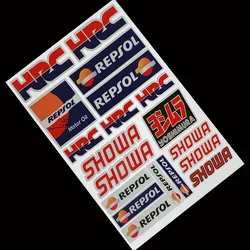 HRC HRC
REPSOL
REPSOL
REPSOL
Motor Oil
HRC HRC HRC
ヨシムラ
YOSHIMURA
SHOWA
SHOWA
SHOWA
SHOWA
REPSOL
REPSOL
REPSOL
REPSOL
SHOWA